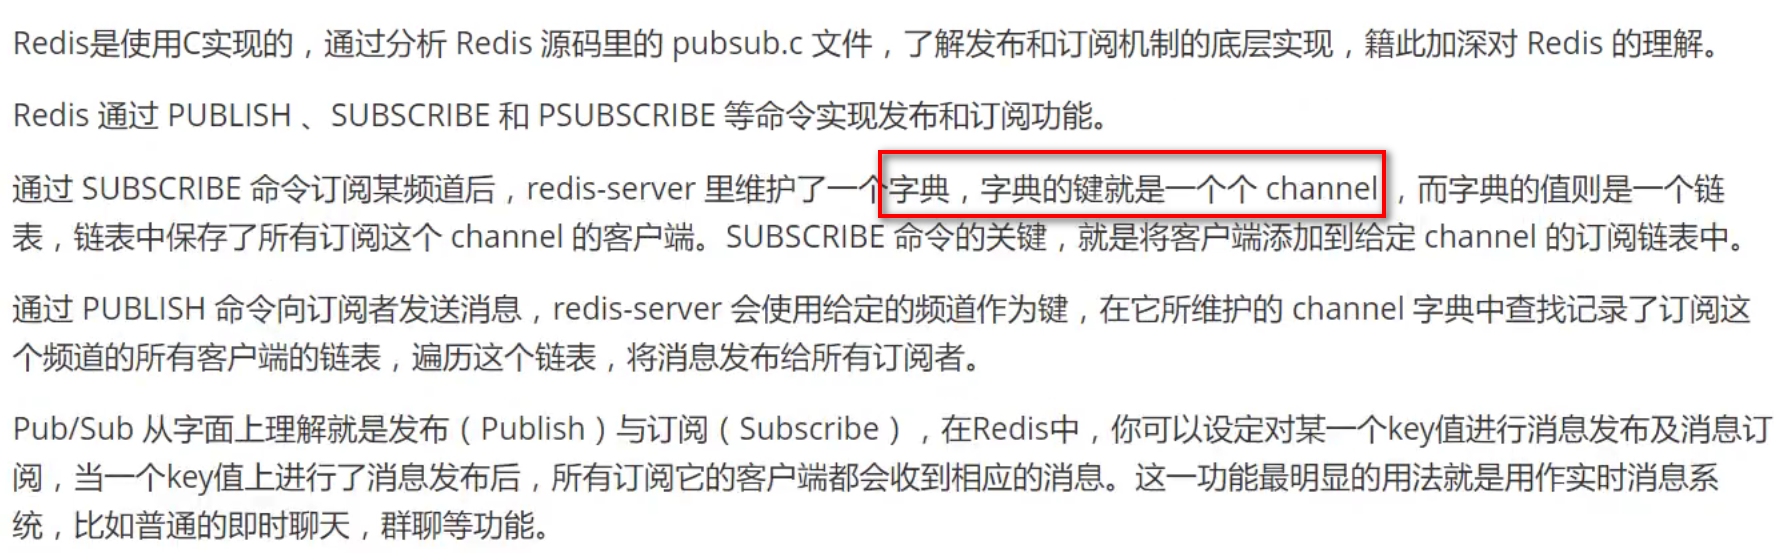 Redis是使用C实现的，通过分析 Redis 源码里的 pubsub.c 文件，了解发布和订阅机制的底层实现，籍此加深对 Redis 的理解。
Redis 通过 PUBLISH 、SUBSCRIBE 和 PSUBSCRIBE 等命令实现发布和订阅功能。
通过 SUBSCRIBE 命令订阅某频道后，redis-server 里维护了一个字典，字典的键就是一个个 channel ，而字典的值则是一个链
表，链表中保存了所有订阅这个 channel 的客户端。SUBSCRIBE 命令的关键，就是将客户端添加到给定 channel 的订阅链表中。
通过 PUBLISH 命令向订阅者发送消息，redis-server 会使用给定的频道作为键，在它所维护的 channel 字典中查找记录了订阅这
个频道的所有客户端的链表，遍历这个链表，将消息发布给所有订阅者。
Pub/Sub 从字面上理解就是发布（Publish）与订阅（Subscribe），在Redis中，你可以设定对某一个key值进行消息发布及消息订
阅，当一个key值上进行了消息发布后，所有订阅它的客户端都会收到相应的消息。这一功能最明显的用法就是用作实时消息系
统，比如普通的即时聊天，群聊等功能。